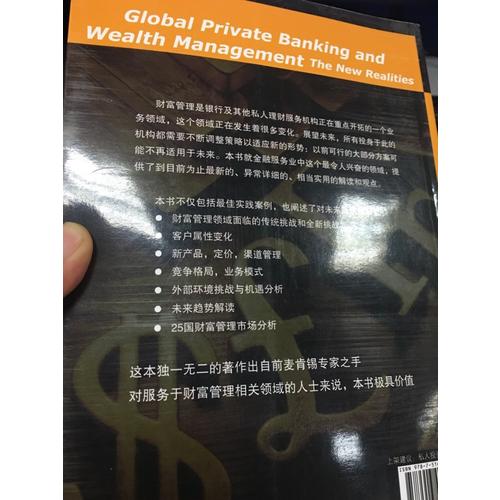 Global Private Banking and
Wealth Management The New Realities
财富管理是银行及其他私人理财服务机构正在重点开拓的一个业
务领域，这个领域正在发生着很多变化。展望未来，所有投身于此的
机构都需要不断调整策略以适应新的形势：以前可行的大部分方案可
能不再适用于未来。本书就金融服务业中这个最令人兴奋的领域，提
供了到目前为止最新的、异常详细的、相当实用的解读和观点。
本书不仅包括最佳实践案例，也阐述了对未来
● 财富管理领域面临的传统挑战和全新挑战
● 客户属性变化
● 新产品，定价，渠道管理
● 竞争格局，业务模式
● 外部环境挑战与机遇分析
● 未来趋势解读
● 25国财富管理市场分析
这本独一无二的著作出自前麦肯锡专家之手
对服务于财富管理相关领域的人士来说，本书极具价值
上架建议：私人投
ISBN 978-7-51